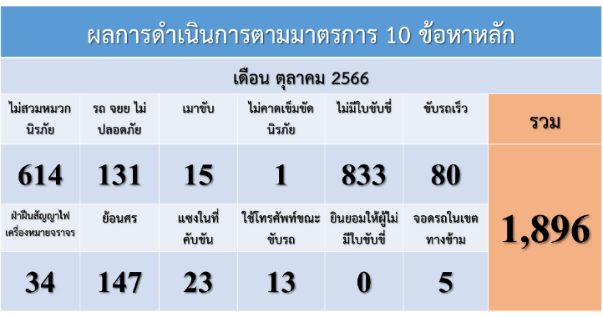 ผลการดำเนินการตามมาตรการ 10 ข้อหาหลัก
เดือน ตุลาคม 2566
ไม่สวมหมวก
นิรภัย
รถ จยย ไม่
ปลอดภัย
เมาขับ
ไม่คาดเข็มขัด
นิรภัย
ไม่มีใบขับขี่
ขับรถเร็ว
รวม
614
131
15
1
833
80
ฝ่าฝืนสัญญาไฟ
เครื่องหมายจราจร
ย้อนศร
แซงในที่
คับขัน
ใช้โทรศัพท์ขณะ
ขับรถ
ยินยอมให้ผู้ไม่
มีใบขับขี่
จอดรถในเขต
ทางข้าม
1,896
34
147
23
13
0
5